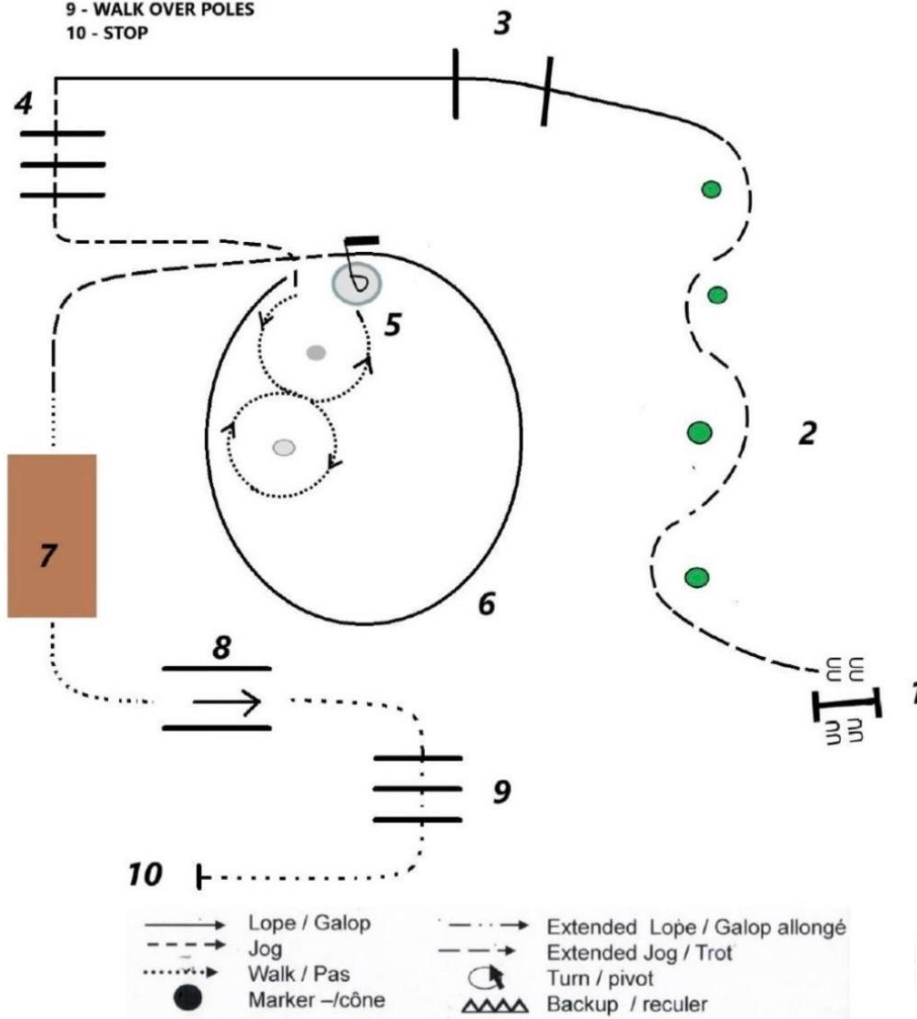 9 - WALK OVER POLES
10 - STOP
3
4
5
2
7
6
8
1
9
10
Lope / Galop
Jog
Walk / Pas
Marker –/cône
Extended Lope / Galop allongé
Extended Jog / Trot
Turn / pivot
Backup / reculer